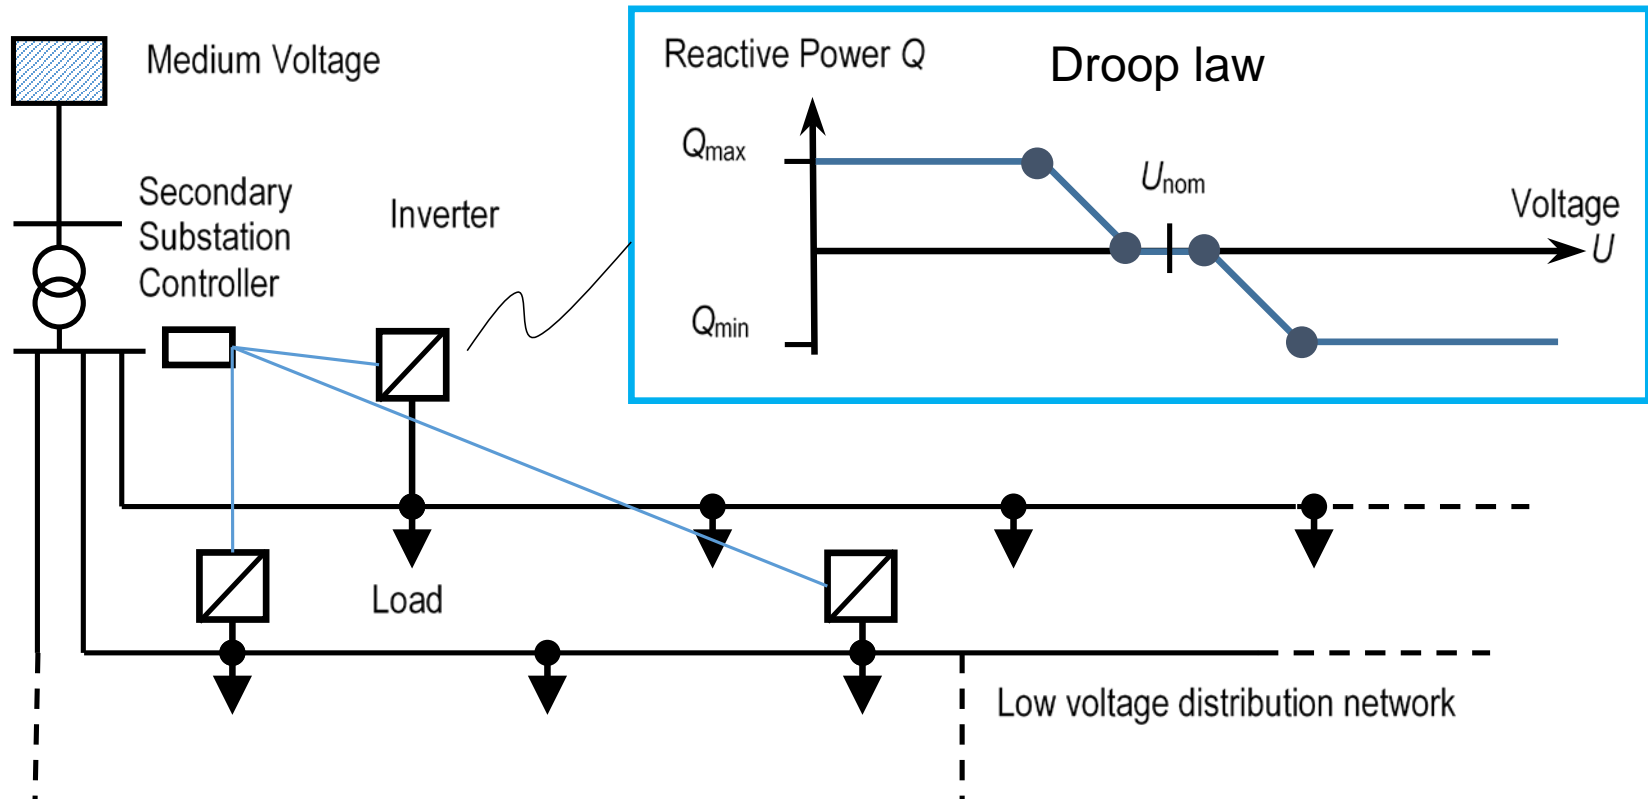 Medium Voltage
Reactive Power Q
Droop law
Qmax
Unom
Secondary
Substation
Controller
Inverter
Voltage
U
Qmin
Load
Low voltage distribution network